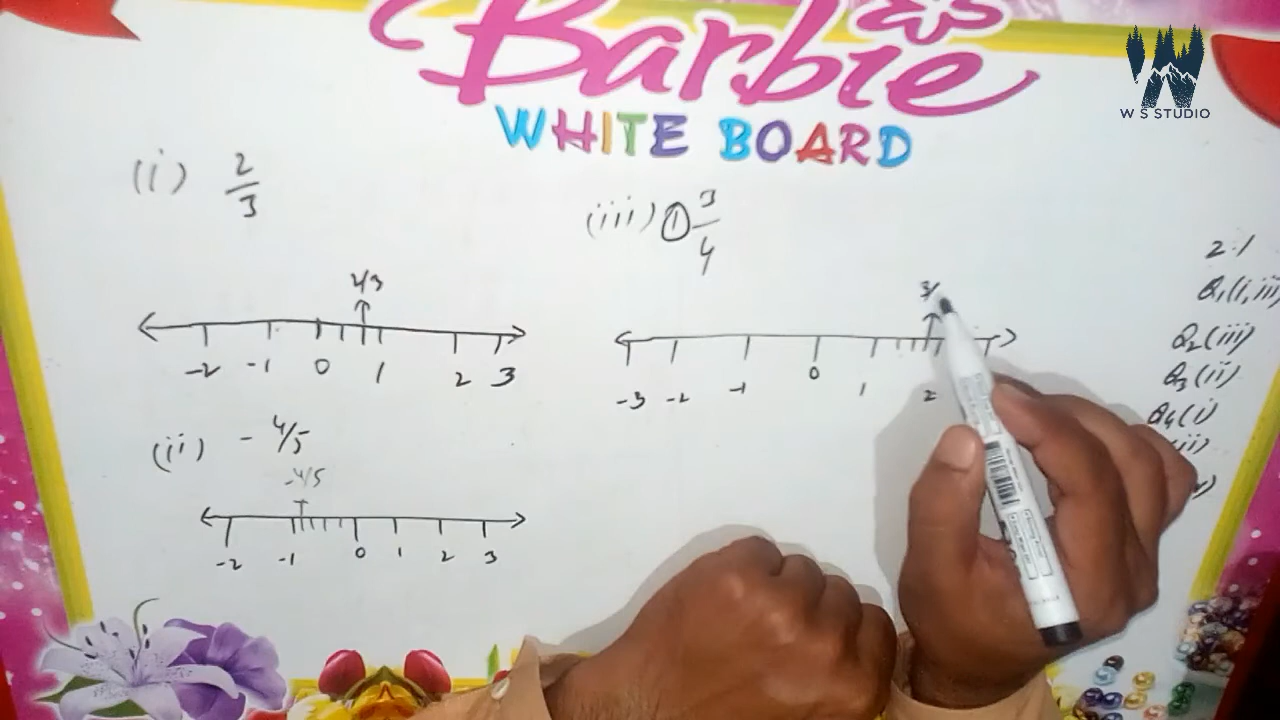 Barbie
WHITE BOARD
W S STUDIO
(i) 2/3
2/3
-2 -1 0 1 2 3
(ii) - 4/5
-4/5
-2 -1 0 1 2 3
(iii) 1 3/4
3/
-3 -2 -1 0 1 2
2.1
Q1(i,iii)
Q2(iii)
Q3(ii)
Q4(i)